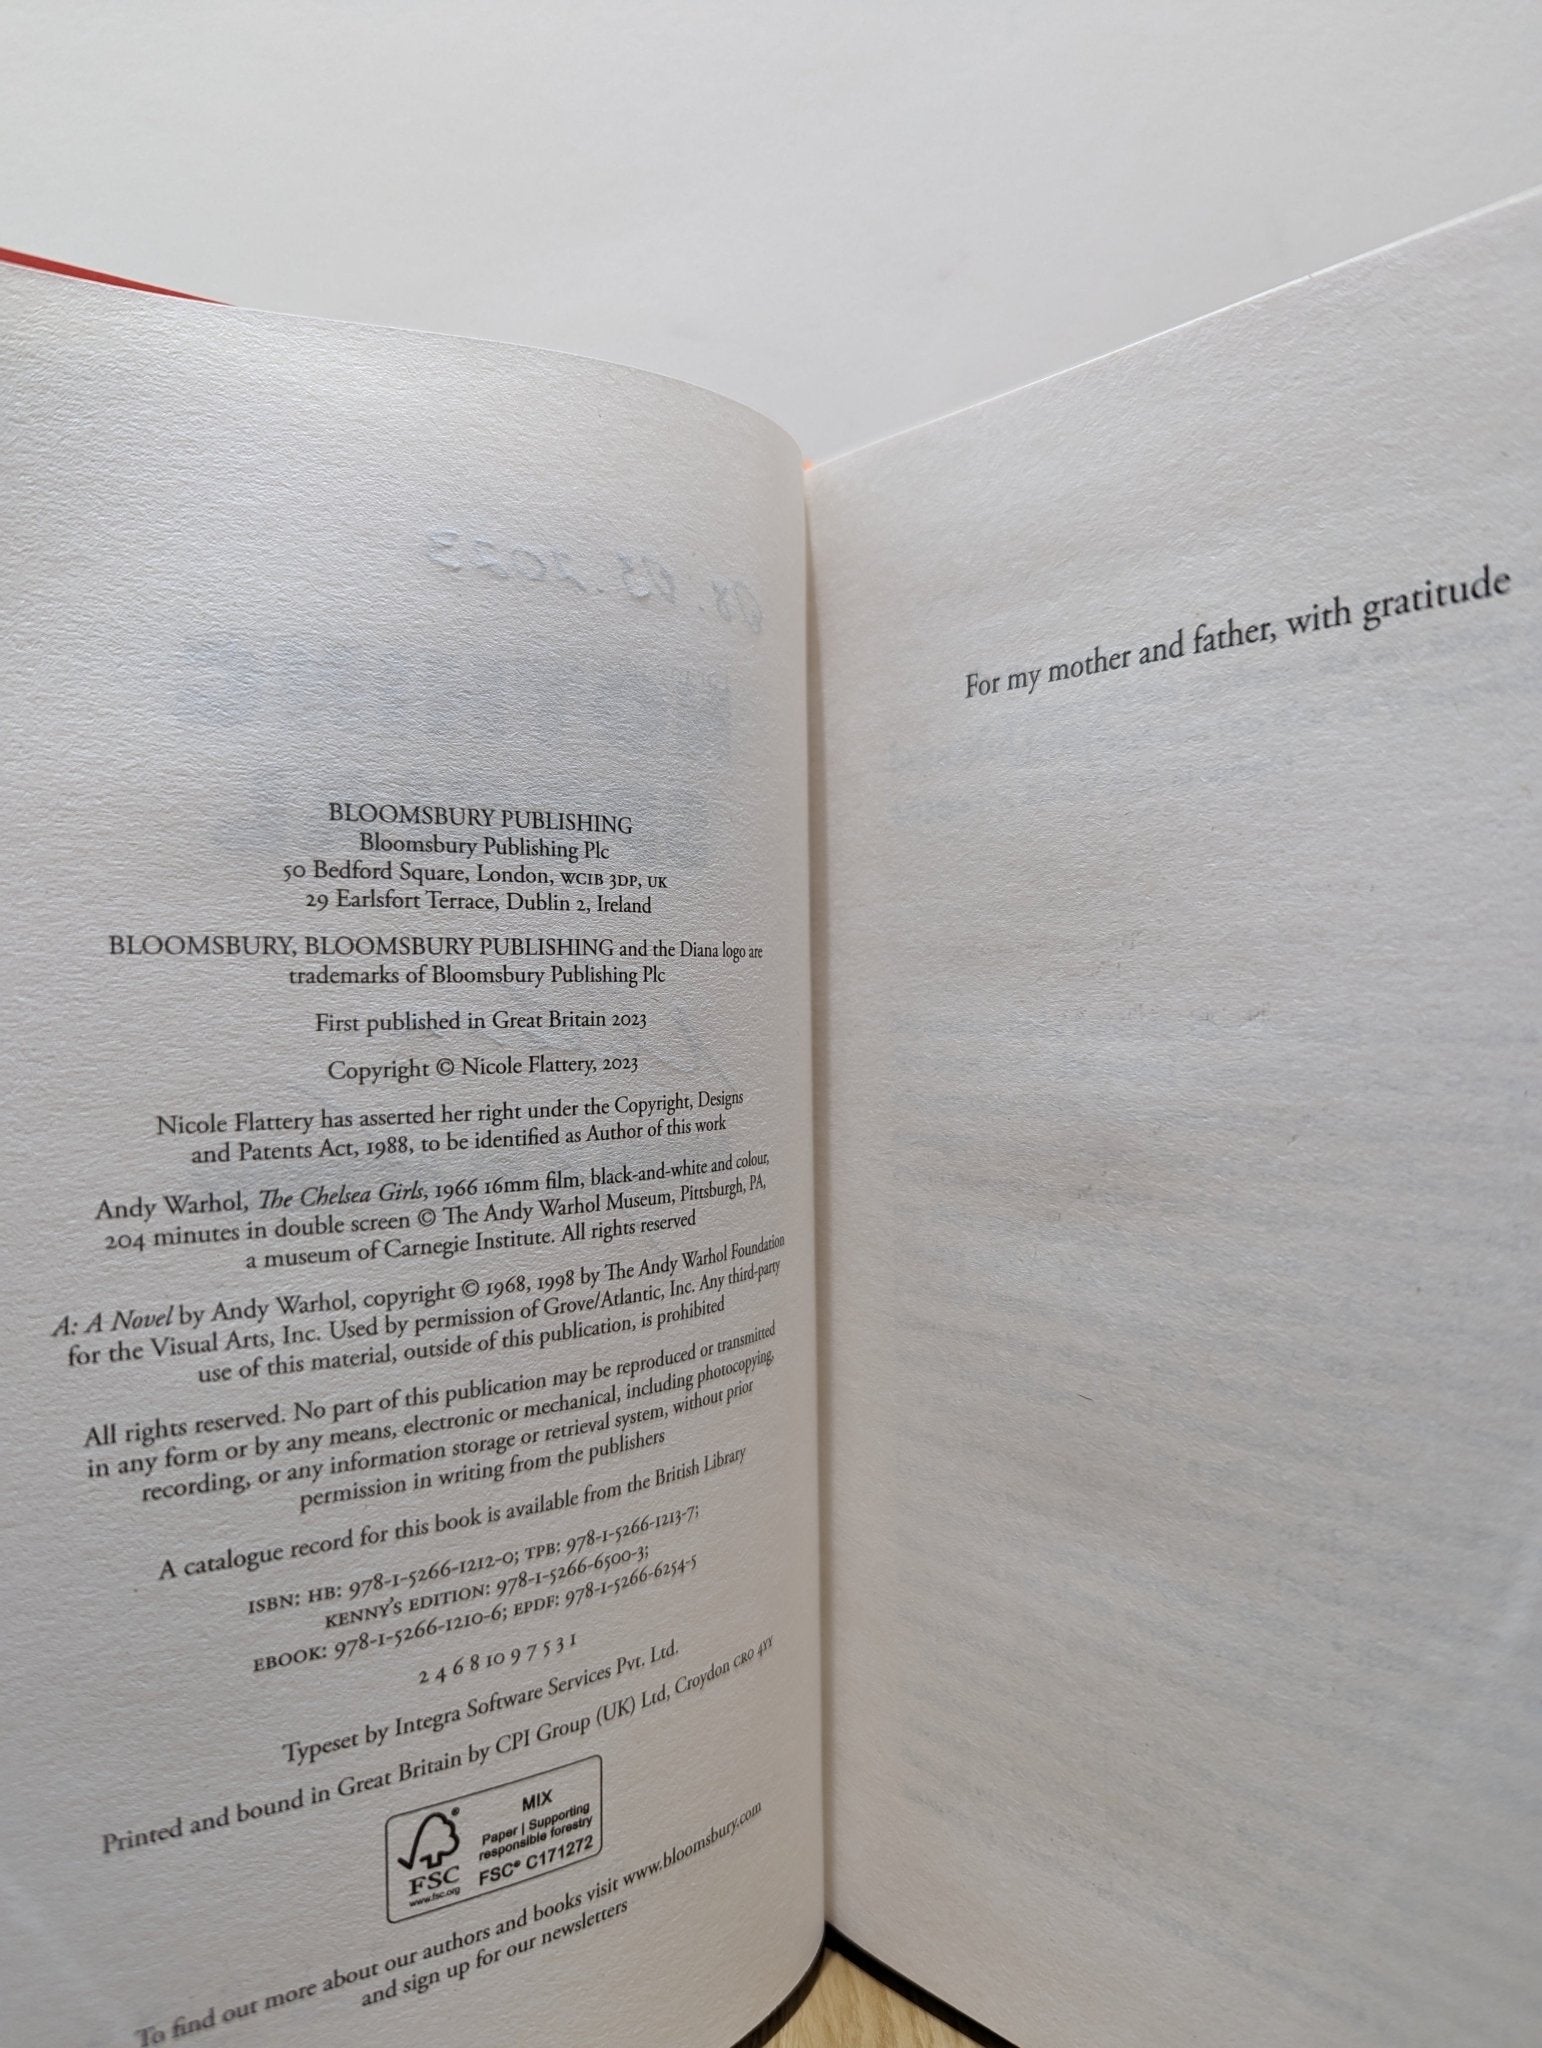 BLOOMSBURY PUBLISHING
Bloomsbury Publishing Plc
50 Bedford Square, London, WC1B 3DP, UK
29 Earlsfort Terrace, Dublin 2, Ireland
BLOOMSBURY, BLOOMSBURY PUBLISHING and the Diana logo are
trademarks of Bloomsbury Publishing Plc
First published in Great Britain 2023
Copyright © Nicole Flattery, 2023
Nicole Flattery has asserted her right under the Copyright, Designs
and Patents Act, 1988, to be identified as Author of this work
Andy Warhol, The Chelsea Girls, 1966 16mm film, black-and-white and colour,
204 minutes in double screen © The Andy Warhol Museum, Pittsburgh, PA,
a museum of Carnegie Institute. All rights reserved
A: A Novel by Andy Warhol, copyright © 1968, 1998 by The Andy Warhol Foundation
for the Visual Arts, Inc. Used by permission of Grove/Atlantic, Inc. Any third-party
use of this material, outside of this publication, is prohibited
All rights reserved. No part of this publication may be reproduced or transmitted
in any form or by any means, electronic or mechanical, including photocopying,
recording, or any information storage or retrieval system, without prior
permission in writing from the publishers
A catalogue record for this book is available from the British Library
ISBN: HB: 978-1-5266-1212-0; TPB: 978-1-5266-1213-7;
KENNY'S EDITION: 978-1-5266-6500-3;
EBOOK: 978-1-5266-1210-6; EPDF: 978-1-5266-6254-5
2 4 6 8 10 9 7 5 3 1
Typeset by Integra Software Services Pvt. Ltd.
Printed and bound in Great Britain by CPI Group (UK) Ltd, Croydon CR0 4YY
FSC®
www.fsc.org
MIX
Paper | Supporting
responsible forestry
FSC® C171272
To find out more about our authors and books visit www.bloomsbury.com
and sign up for our newsletters
For my mother and father, with gratitude